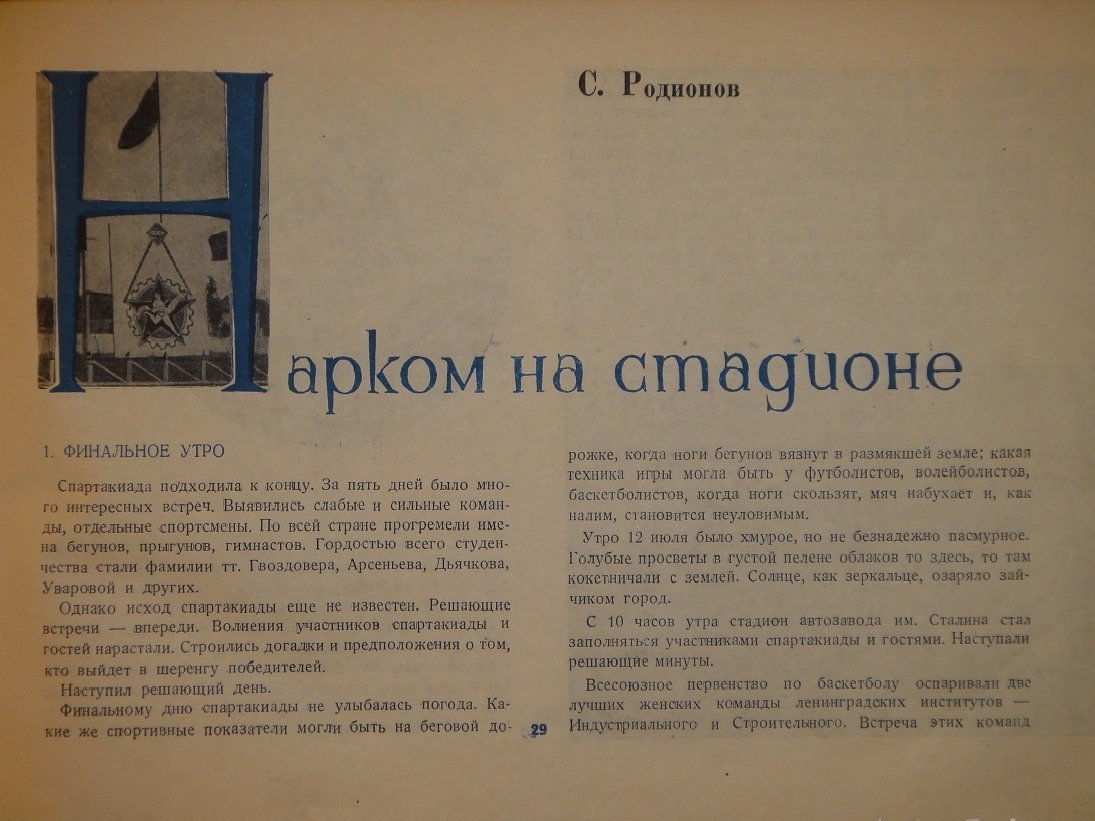 С. Родионов
Нарком на стадионе
1. ФИНАЛЬНОЕ УТРО
Спартакиада подходила к концу. За пять дней было мно-
го интересных встреч. Выявились слабые и сильные коман-
ды, отдельные спортсмены. По всей стране прогремели име-
на бегунов, прыгунов, гимнастов. Гордостью всего студен-
чества стали фамилии тт. Гвоздовера, Арсеньева, Дьячкова,
Уваровой и других.
Однако исход спартакиады еще не известен. Решающие
встречи — впереди. Волнения участников спартакиады и
гостей нарастали. Строились догадки и предположения о том,
кто выйдет в шеренгу победителей.
Наступил решающий день.
Финальному дню спартакиады не улыбалась погода. Ка-
кие же спортивные показатели могли быть на беговой до-
29
рожке, когда ноги бегунов вязнут в размякшей земле; какая
техника игры могла быть у футболистов, волейболистов,
баскетболистов, когда ноги скользят, мяч набухает и, как
налим, становится неуловимым.
Утро 12 июля было хмурое, но не безнадежно пасмурное.
Голубые просветы в густой пелене облаков то здесь, то там
кокетничали с землей. Солнце, как зеркальце, озаряло зай-
чиком город.
С 10 часов утра стадион автозавода им. Сталина стал
заполняться участниками спартакиады и гостями. Наступали
решающие минуты.
Всесоюзное первенство по баскетболу оспаривали две
лучших женских команды ленинградских институтов —
Индустриального и Строительного. Встреча этих команд